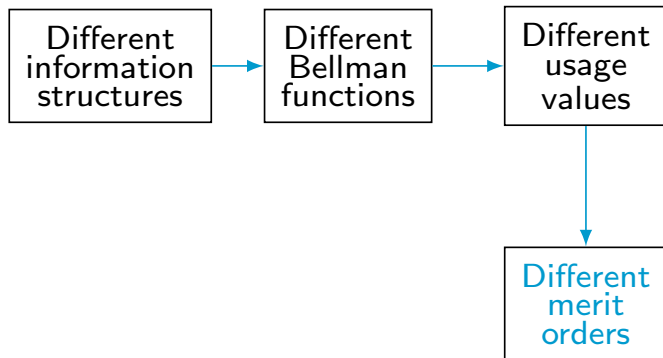 Different
information
structures
Different
Bellman
functions
Different
usage
values
Different
merit
orders